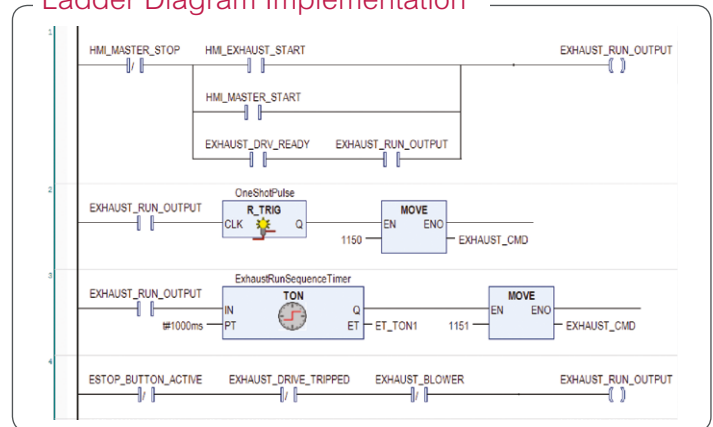 Ladder Diagram Implementation
1
HMI_MASTER_STOP HMI_EXHAUST_START EXHAUST_RUN_OUTPUT
HMI_MASTER_START
EXHAUST_DRV_READY EXHAUST_RUN_OUTPUT
2
OneShotPulse
EXHAUST_RUN_OUTPUT R_TRIG MOVE
CLK Q EN ENO
1150 EXHAUST_CMD
3
ExhaustRunSequenceTimer
EXHAUST_RUN_OUTPUT TON MOVE
IN Q EN ENO
t#1000ms PT ET ET_TON1 1151 EXHAUST_CMD
4
ESTOP_BUTTON_ACTIVE EXHAUST_DRIVE_TRIPPED EXHAUST_BLOWER EXHAUST_RUN_OUTPUT